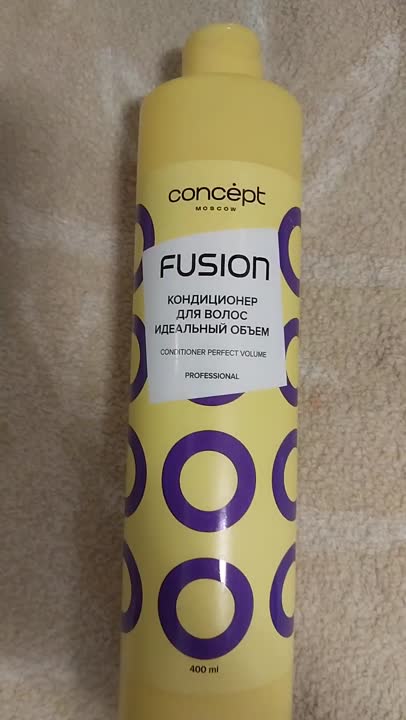 concept
MOSCOW
FUSION
КОНДИЦИОНЕР
ДЛЯ ВОЛОС
ИДЕАЛЬНЫЙ ОБЪЕМ
CONDITIONER PERFECT VOLUME
PROFESSIONAL
400 ml